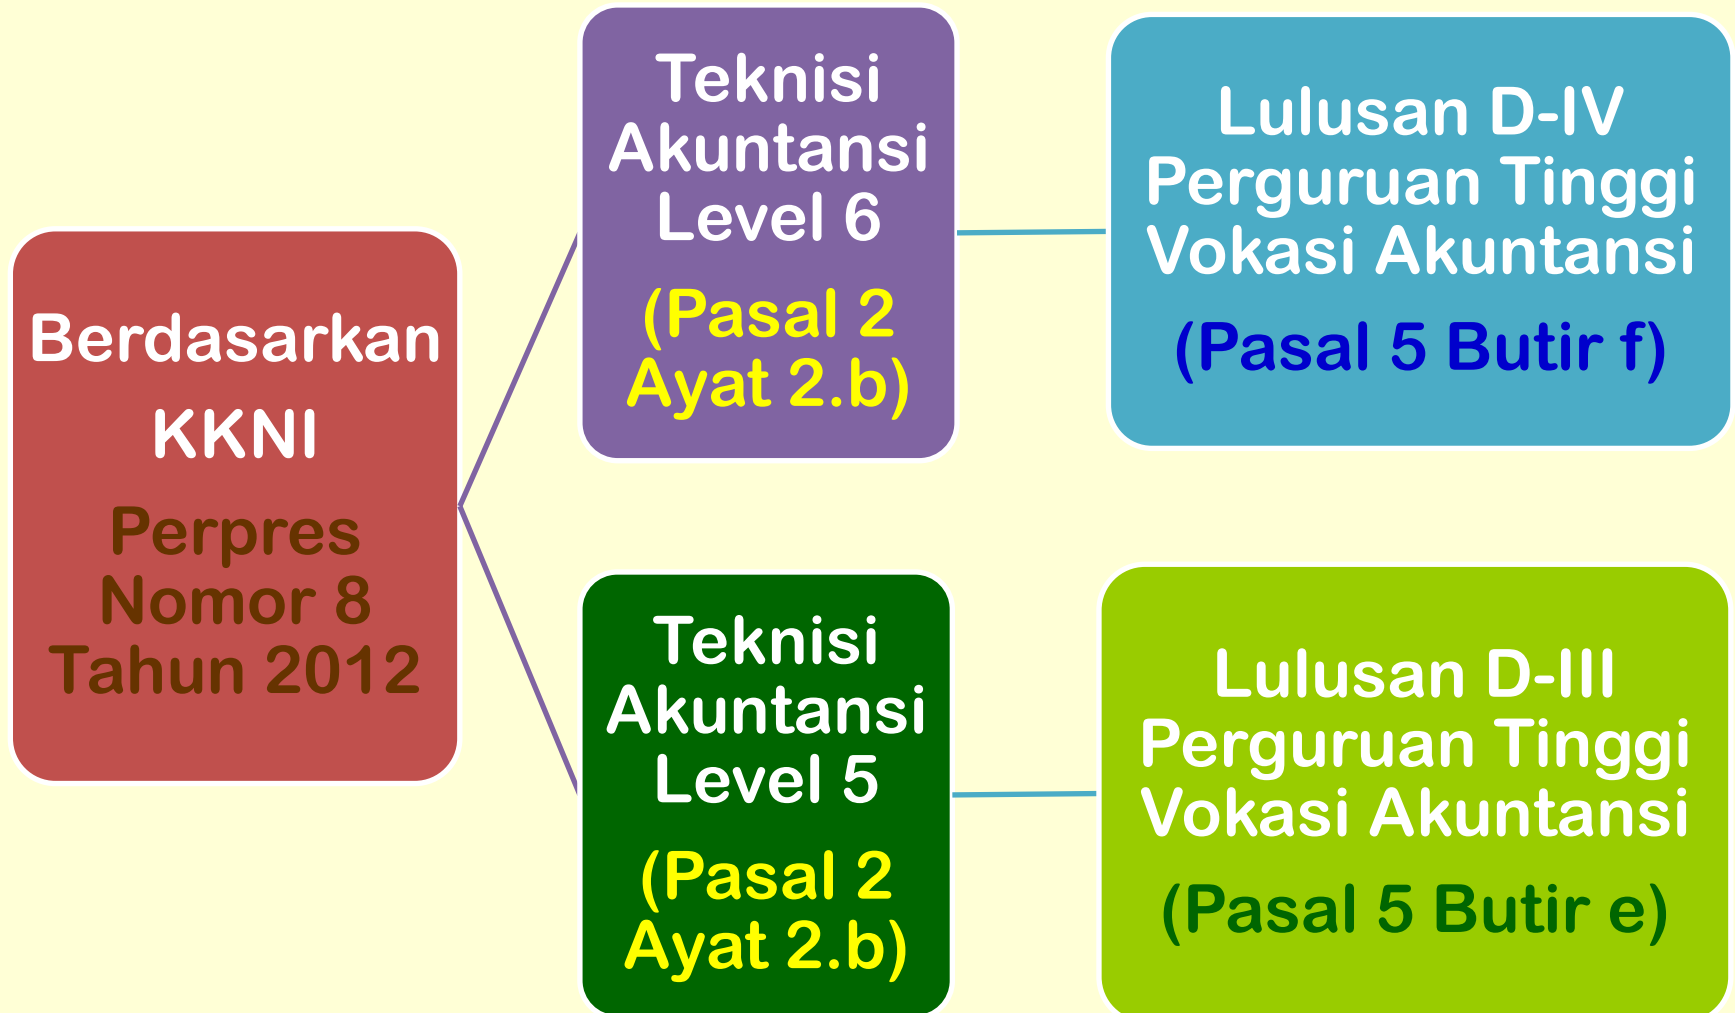 Berdasarkan
KKNI
Perpres
Nomor 8
Tahun 2012
Teknisi
Akuntansi
Level 6
(Pasal 2
Ayat 2.b)
Lulusan D-IV
Perguruan Tinggi
Vokasi Akuntansi
(Pasal 5 Butir f)
Teknisi
Akuntansi
Level 5
(Pasal 2
Ayat 2.b)
Lulusan D-III
Perguruan Tinggi
Vokasi Akuntansi
(Pasal 5 Butir e)